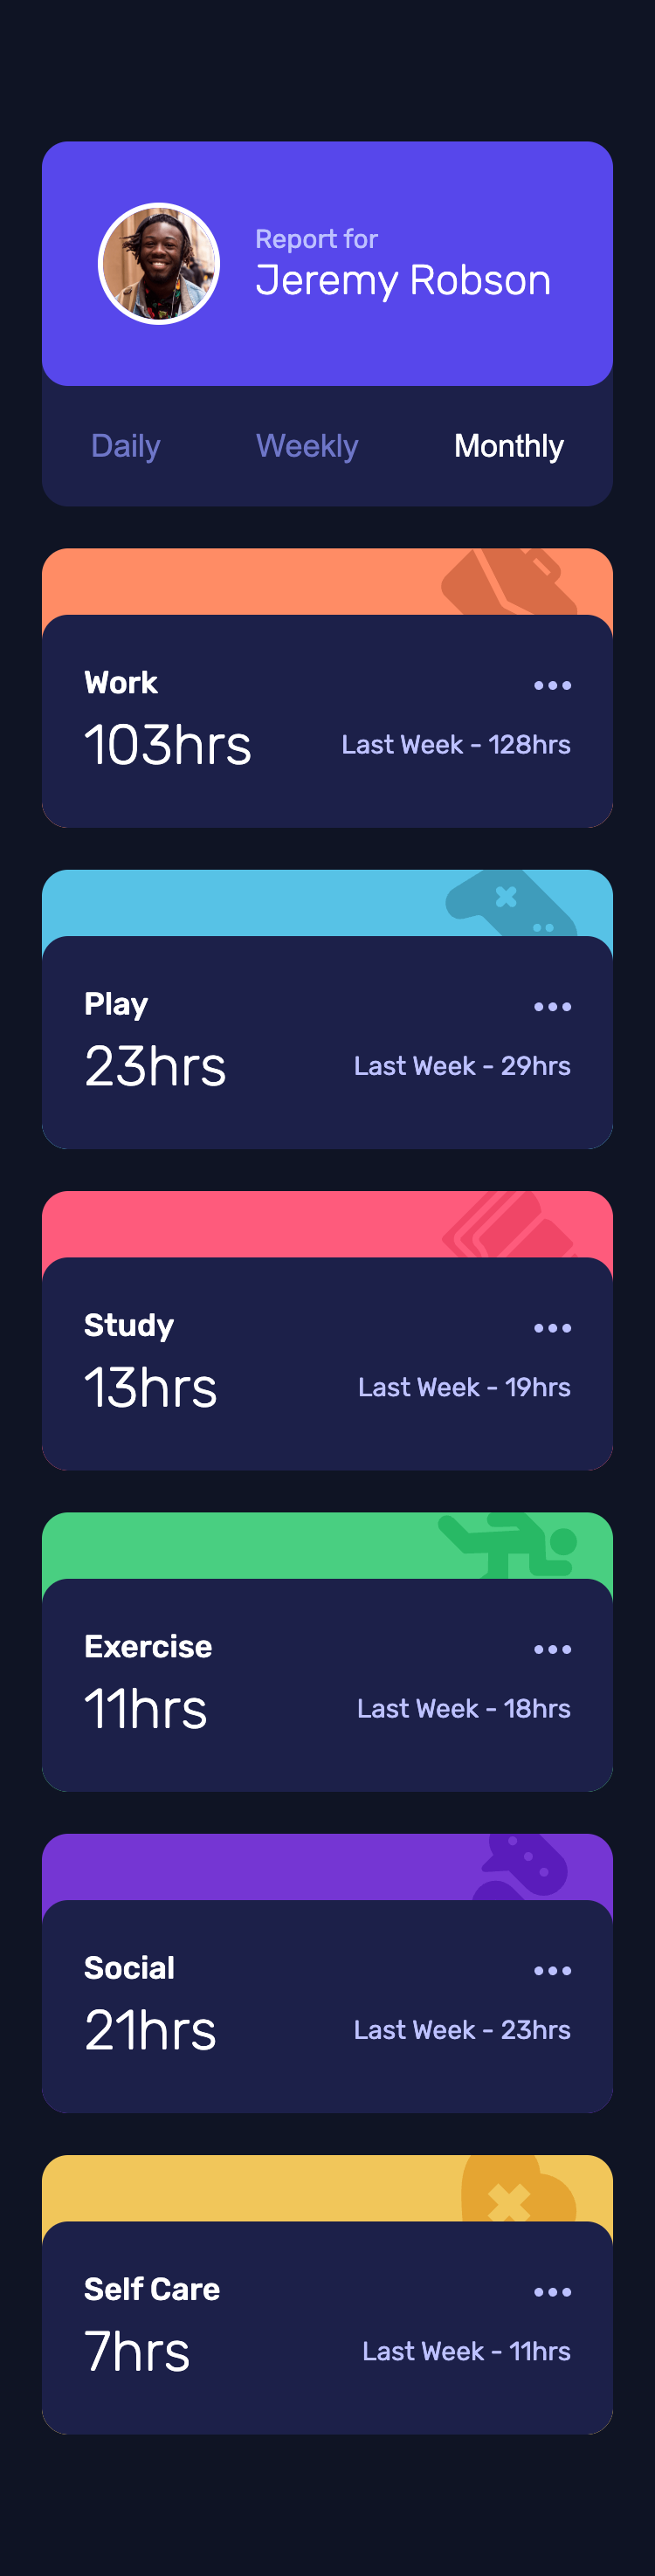 Report for
Jeremy Robson
Daily Weekly Monthly
Work
103hrs Last Week - 128hrs
Play
23hrs Last Week - 29hrs
Study
13hrs Last Week - 19hrs
Exercise
11hrs Last Week - 18hrs
Social
21hrs Last Week - 23hrs
Self Care
7hrs Last Week - 11hrs